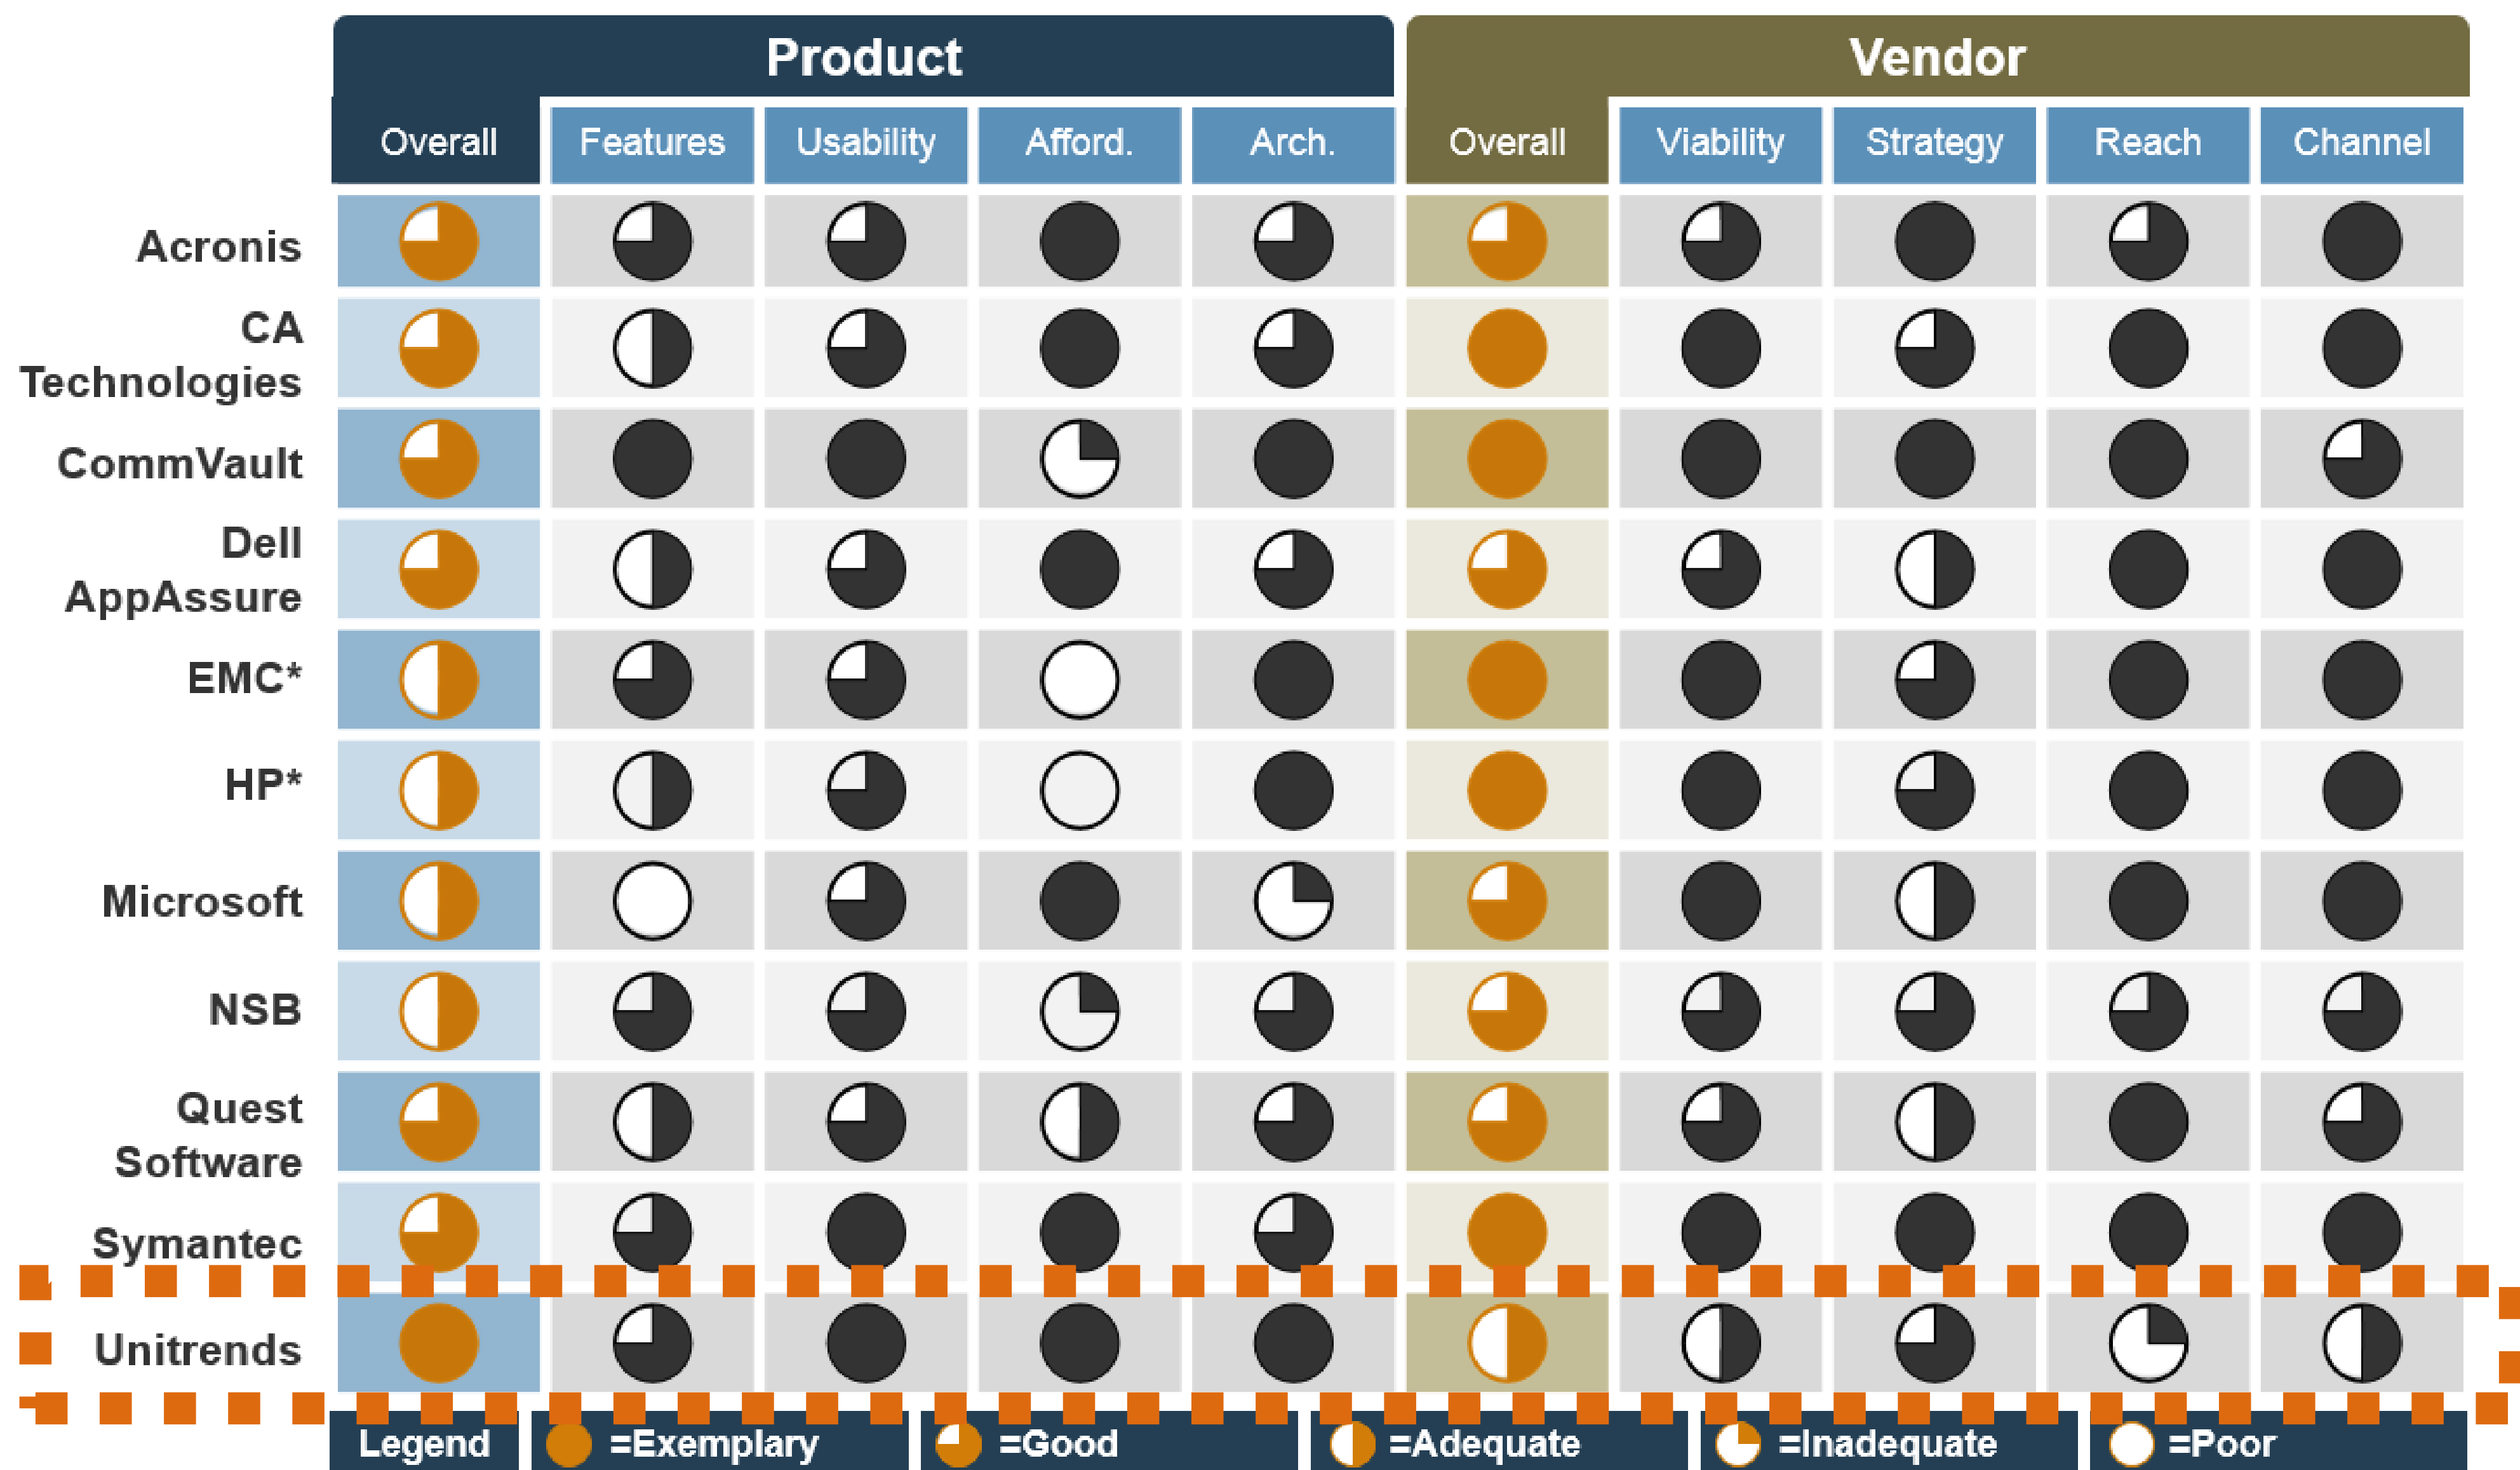 Product Vendor
Overall Features Usability Afford. Arch. Overall Viability Strategy Reach Channel
Acronis
CA
Technologies
CommVault
Dell
AppAssure
EMC*
HP*
Microsoft
NSB
Quest
Software
Symantec
Unitrends
Legend =Exemplary =Good =Adequate =Inadequate =Poor